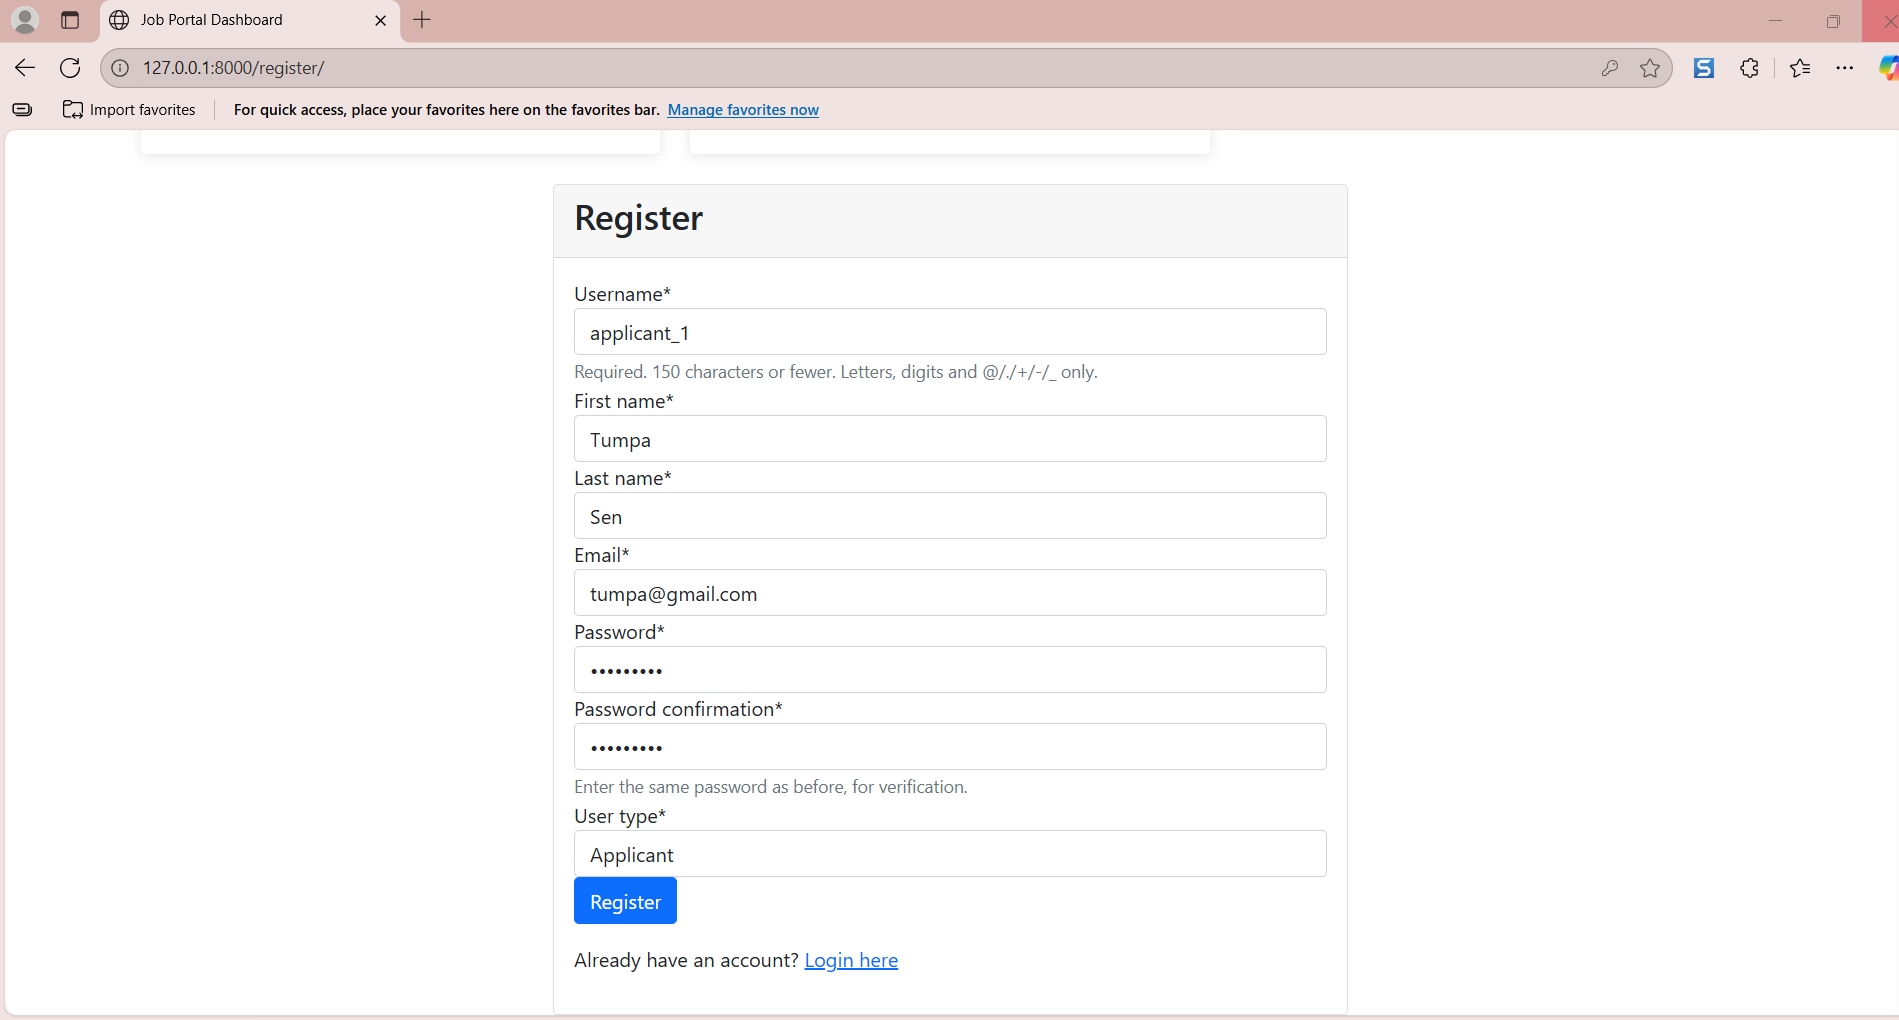 Job Portal Dashboard
127.0.0.1:8000/register/
Import favorites
For quick access, place your favorites here on the favorites bar. Manage favorites now
Register
Username*
applicant_1
Required. 150 characters or fewer. Letters, digits and @/./+/-/_ only.
First name*
Tumpa
Last name*
Sen
Email*
tumpa@gmail.com
Password*
•••••••••
Password confirmation*
•••••••••
Enter the same password as before, for verification.
User type*
Applicant
Register
Already have an account? Login here